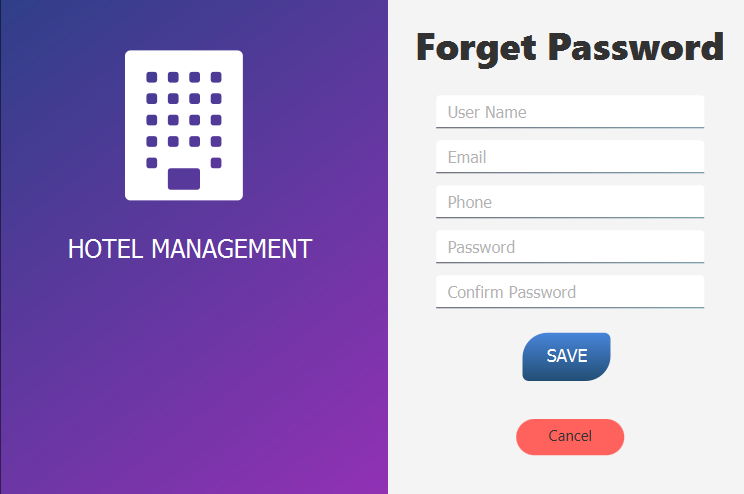 HOTEL MANAGEMENT
Forget Password
User Name
Email
Phone
Password
Confirm Password
SAVE
Cancel